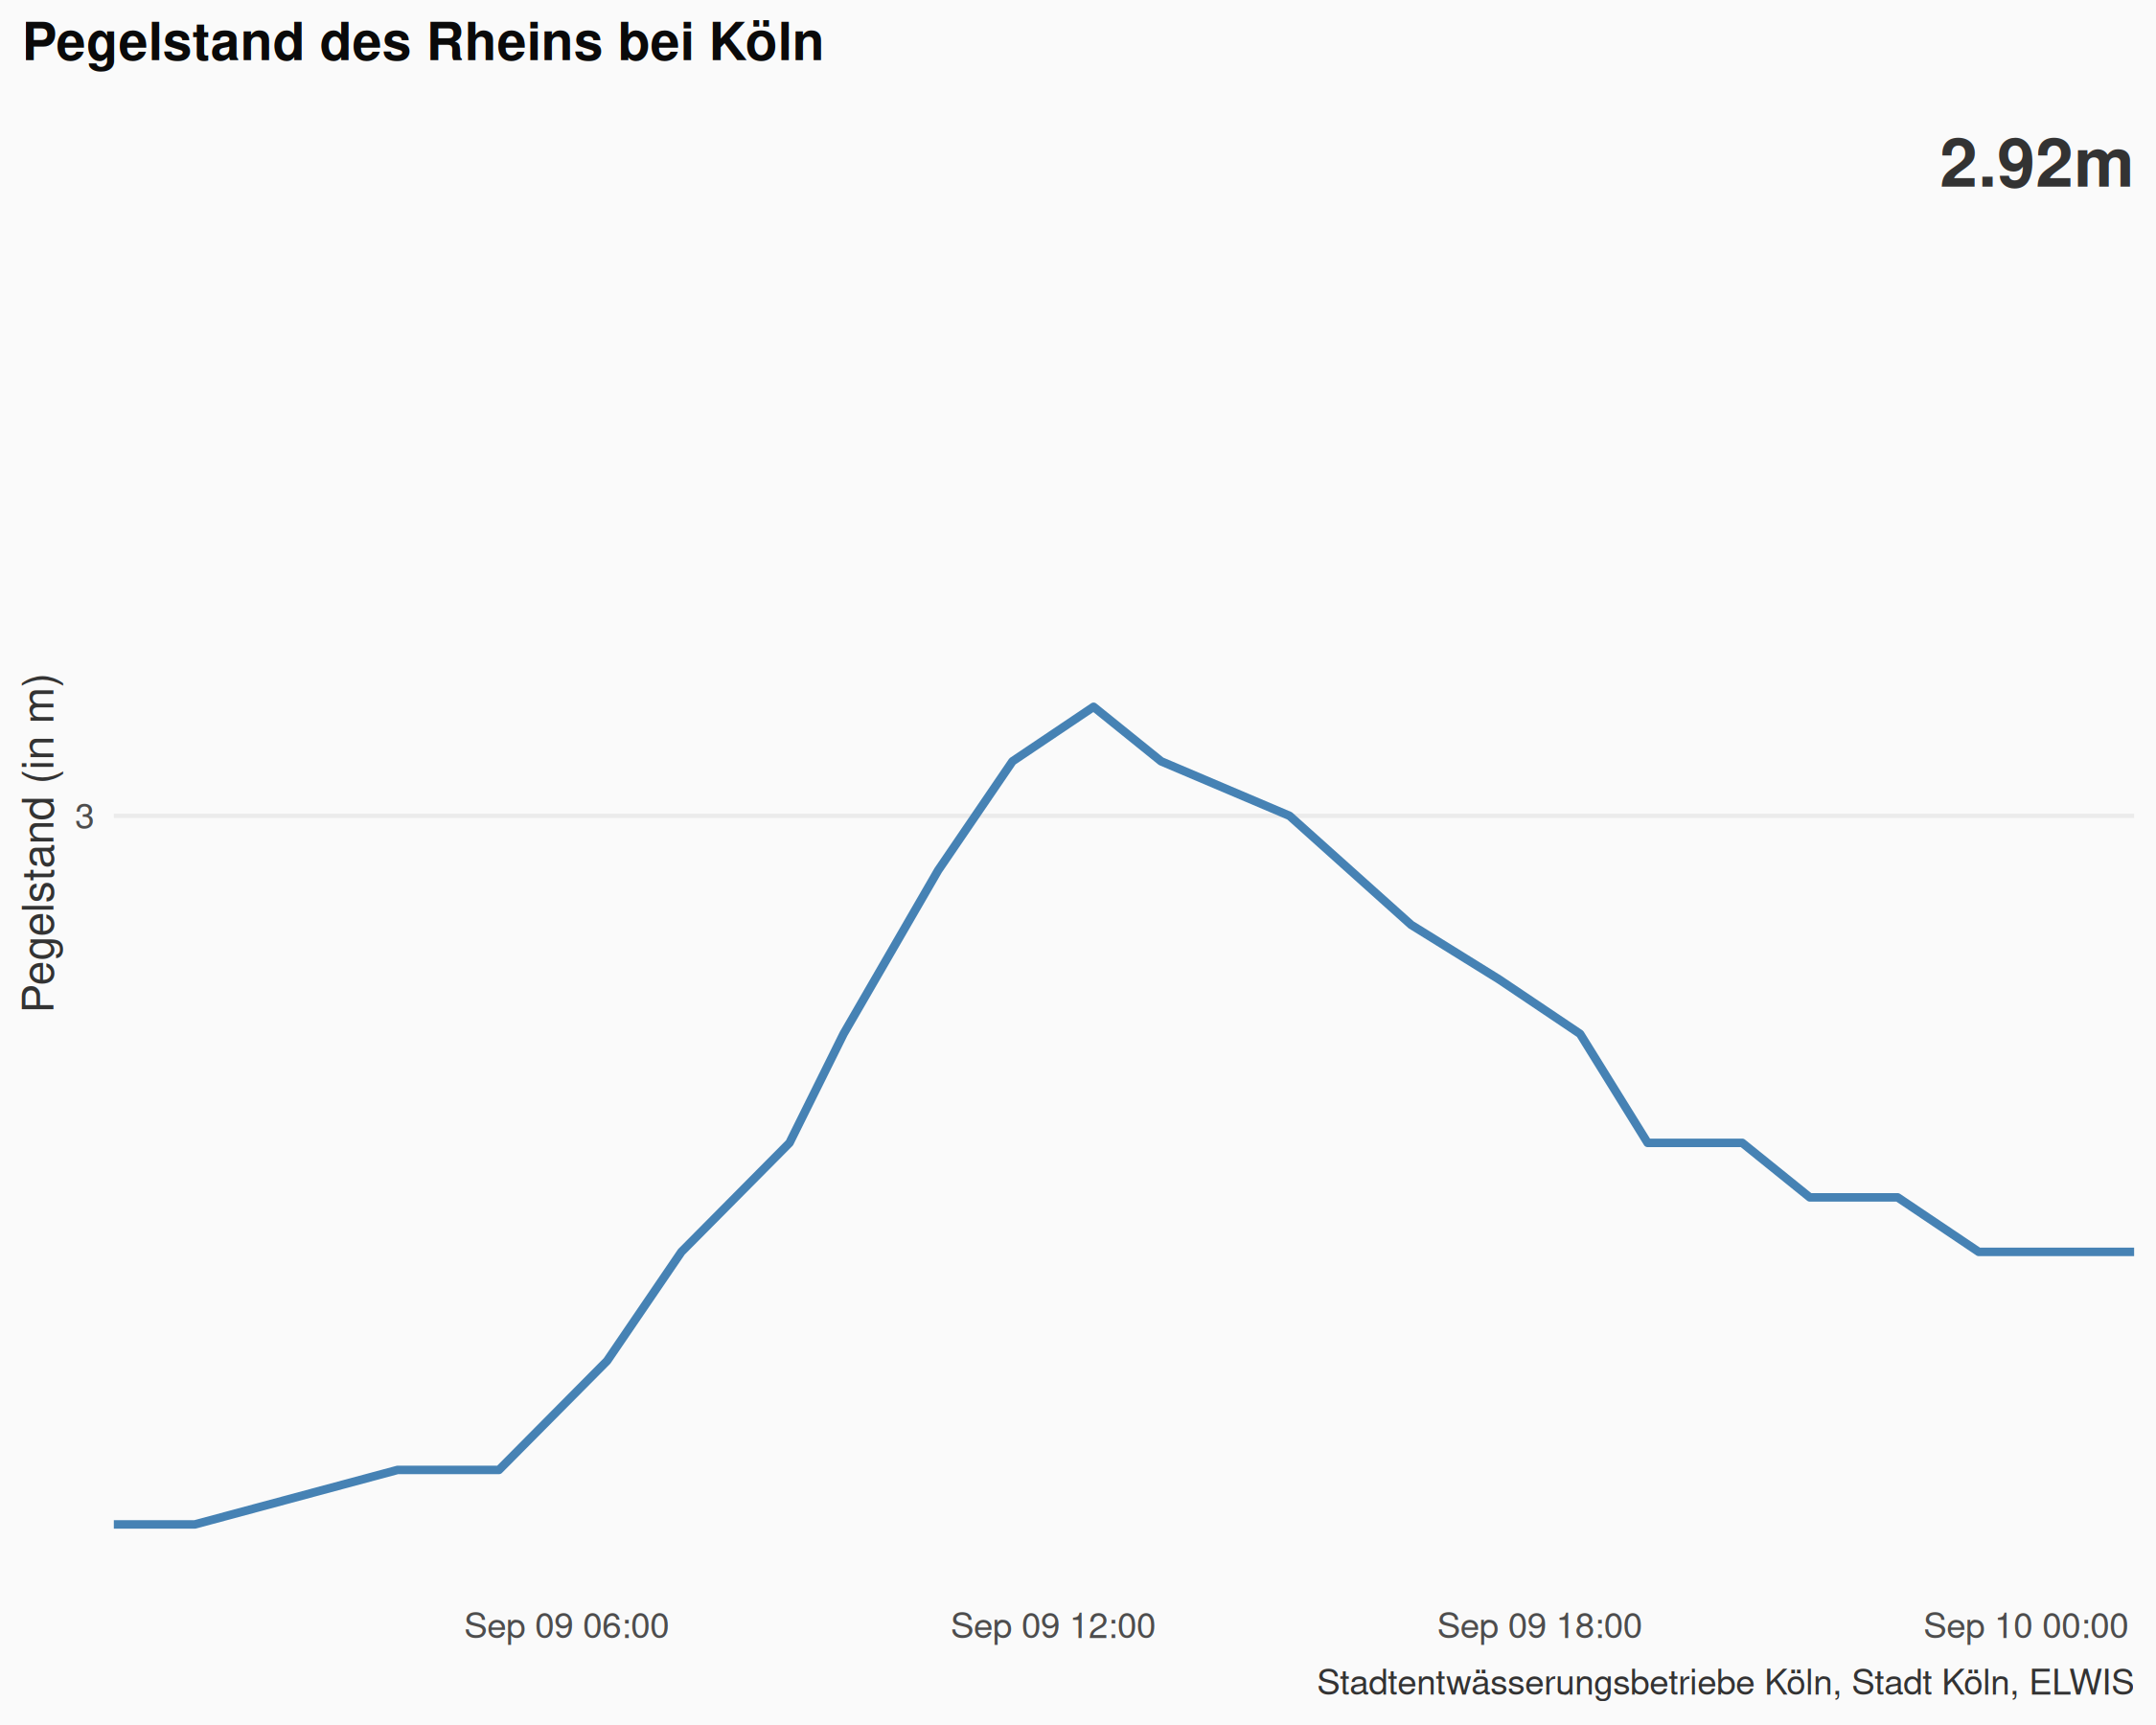 Pegelstand des Rheins bei Köln
2.92m
Pegelstand (in m)
3
Sep 09 06:00
Sep 09 12:00
Sep 09 18:00
Sep 10 00:00
Stadtentwässerungsbetriebe Köln, Stadt Köln, ELWIS